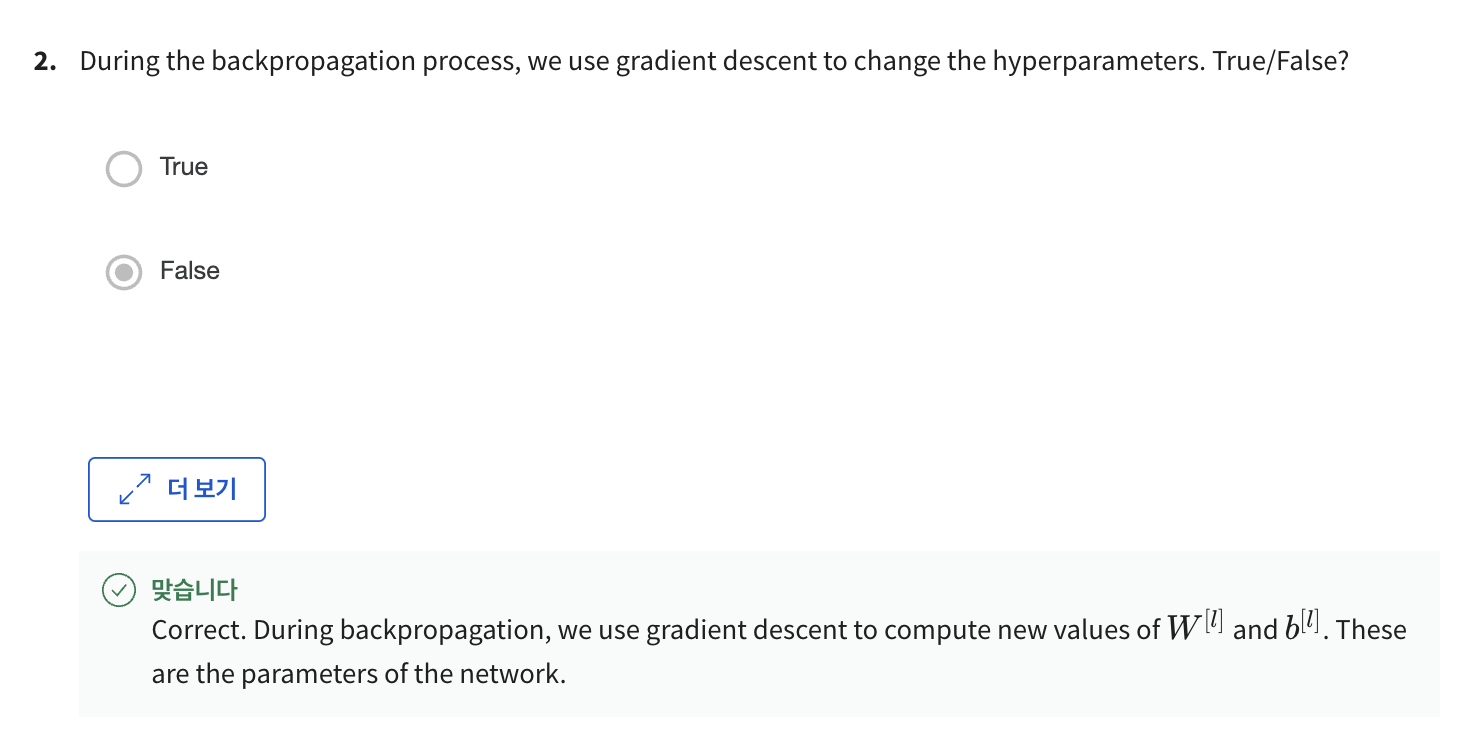 2. During the backpropagation process, we use gradient descent to change the hyperparameters. True/False?
True
False
더 보기
맞습니다
Correct. During backpropagation, we use gradient descent to compute new values of W^{[l]} and b^{[l]}. These
are the parameters of the network.